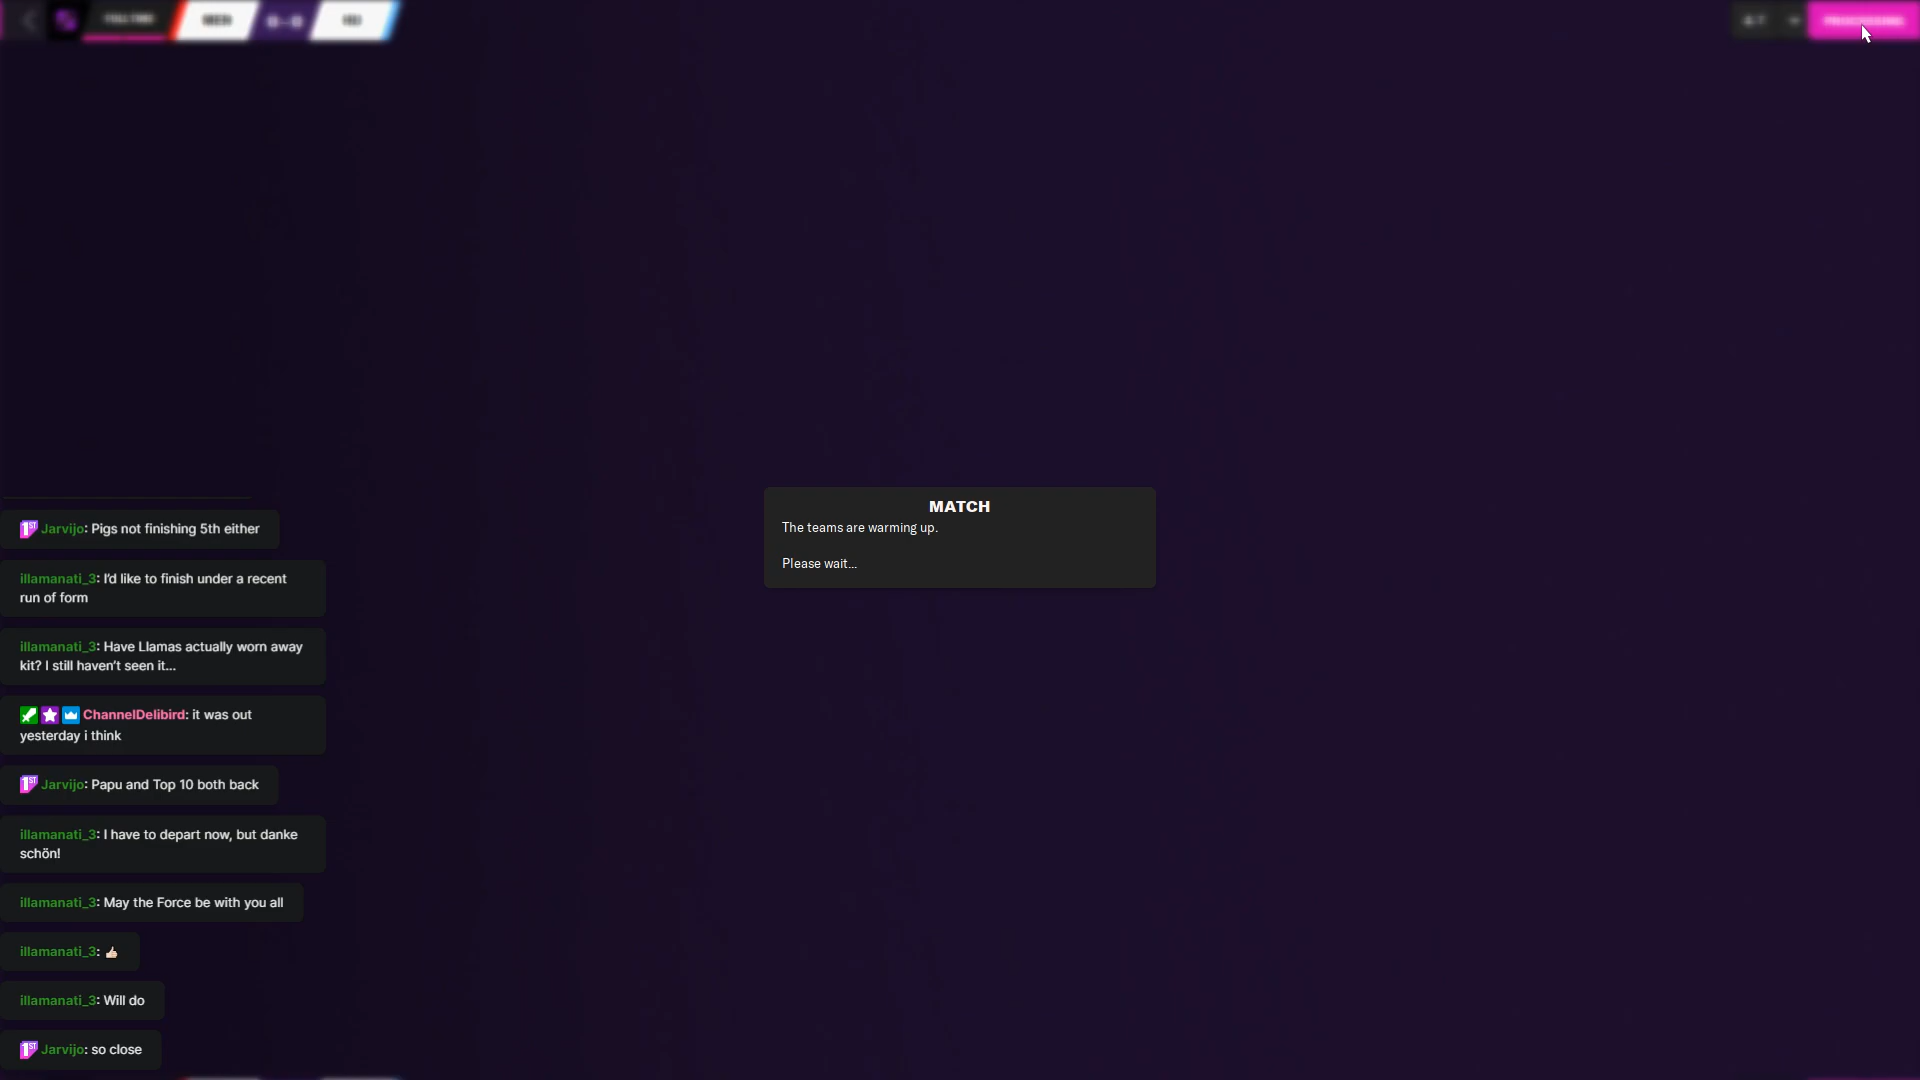 MATCH
The teams are warming up.
Please wait...
Jarvijo: Pigs not finishing 5th either
illamanati_3: I'd like to finish under a recent
run of form
illamanati_3: Have Llamas actually worn away
kit? I still haven't seen it...
ChannelDelibird: it was out
yesterday i think
Jarvijo: Papu and Top 10 both back
illamanati_3: I have to depart now, but danke
schön!
illamanati_3: May the Force be with you all
illamanati_3: 👍🏻
illamanati_3: Will do
Jarvijo: so close